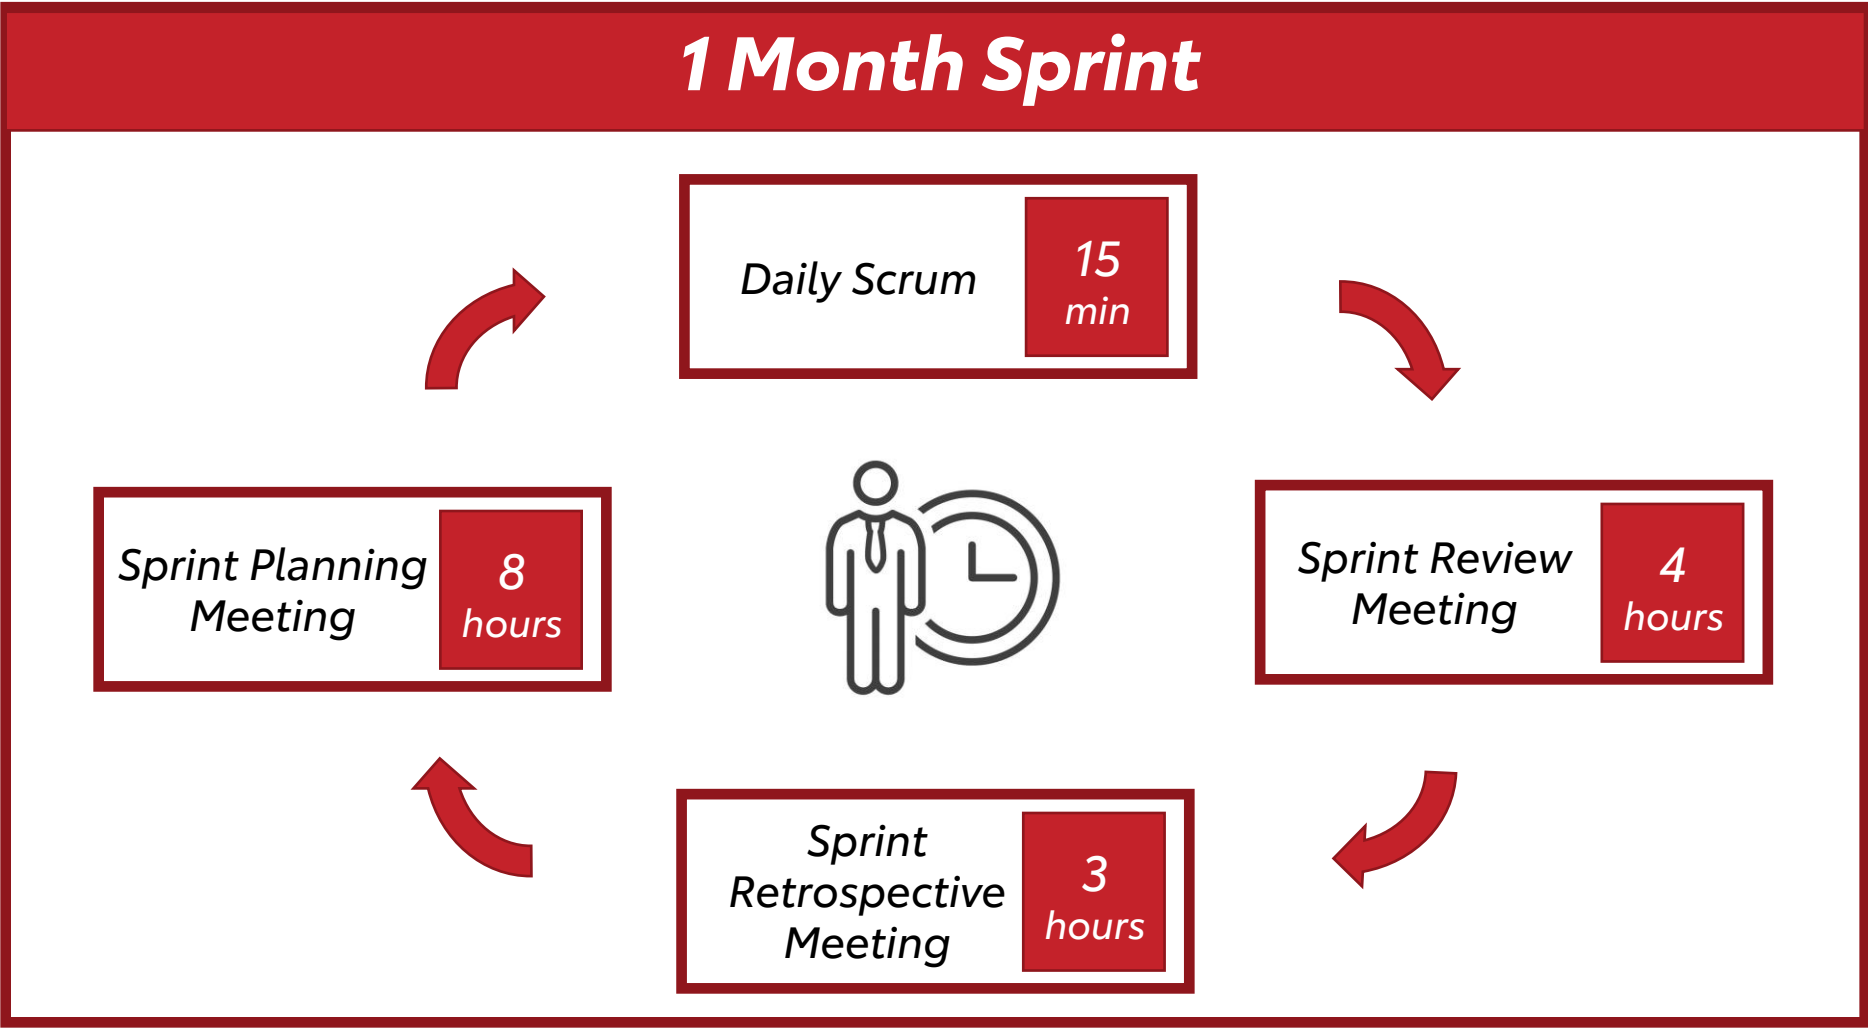 1 Month Sprint
Daily Scrum
15
min
Sprint Planning
Meeting
8
hours
Sprint Review
Meeting
4
hours
Sprint
Retrospective
Meeting
3
hours